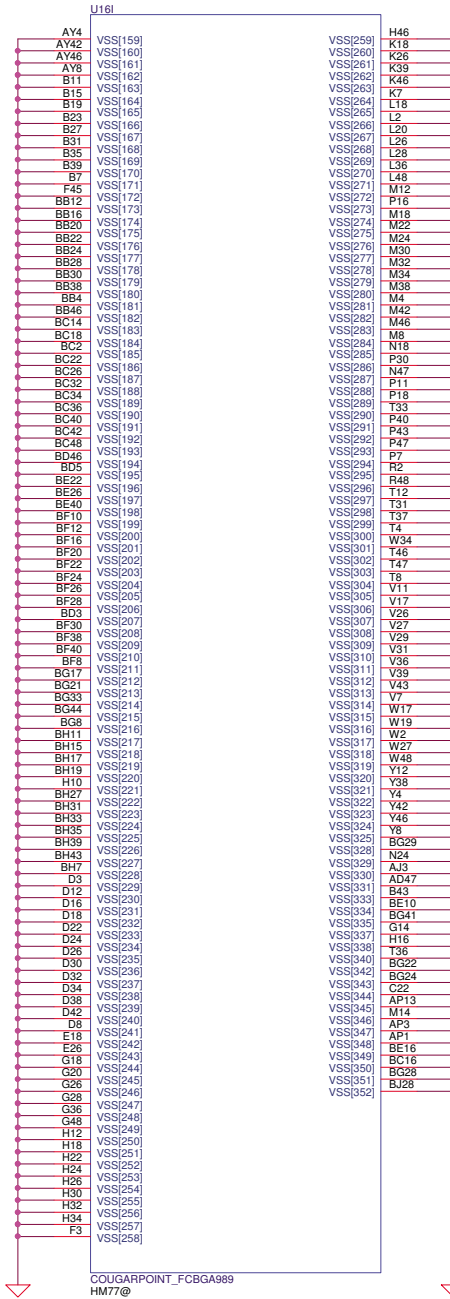 U16I
AY4 VSS[159]
AY42 VSS[160]
AY46 VSS[161]
AY8 VSS[162]
B11 VSS[163]
B15 VSS[164]
B19 VSS[165]
B23 VSS[166]
B27 VSS[167]
B31 VSS[168]
B35 VSS[169]
B39 VSS[170]
B7 VSS[171]
F45 VSS[172]
BB12 VSS[173]
BB16 VSS[174]
BB20 VSS[175]
BB22 VSS[176]
BB24 VSS[177]
BB28 VSS[178]
BB30 VSS[179]
BB38 VSS[180]
BB4 VSS[181]
BB46 VSS[182]
BC14 VSS[183]
BC18 VSS[184]
BC2 VSS[185]
BC22 VSS[186]
BC26 VSS[187]
BC32 VSS[188]
BC34 VSS[189]
BC36 VSS[190]
BC40 VSS[191]
BC42 VSS[192]
BC48 VSS[193]
BD46 VSS[194]
BD5 VSS[195]
BE22 VSS[196]
BE26 VSS[197]
BE40 VSS[198]
BF10 VSS[199]
BF12 VSS[200]
BF16 VSS[201]
BF20 VSS[202]
BF22 VSS[203]
BF24 VSS[204]
BF26 VSS[205]
BF28 VSS[206]
BD3 VSS[207]
BF30 VSS[208]
BF38 VSS[209]
BF40 VSS[210]
BF8 VSS[211]
BG17 VSS[212]
BG21 VSS[213]
BG33 VSS[214]
BG44 VSS[215]
BG8 VSS[216]
BH11 VSS[217]
BH15 VSS[218]
BH17 VSS[219]
BH19 VSS[220]
H10 VSS[221]
BH27 VSS[222]
BH31 VSS[223]
BH33 VSS[224]
BH35 VSS[225]
BH39 VSS[226]
BH43 VSS[227]
BH7 VSS[228]
D3 VSS[229]
D12 VSS[230]
D16 VSS[231]
D18 VSS[232]
D22 VSS[233]
D24 VSS[234]
D26 VSS[235]
D30 VSS[236]
D32 VSS[237]
D34 VSS[238]
D38 VSS[239]
D42 VSS[240]
D8 VSS[241]
E18 VSS[242]
E26 VSS[243]
G18 VSS[244]
G20 VSS[245]
G26 VSS[246]
G28 VSS[247]
G36 VSS[248]
G48 VSS[249]
H12 VSS[250]
H18 VSS[251]
H22 VSS[252]
H24 VSS[253]
H26 VSS[254]
H30 VSS[255]
H32 VSS[256]
H34 VSS[257]
F3 VSS[258]
VSS[259] H46
VSS[260] K18
VSS[261] K26
VSS[262] K39
VSS[263] K46
VSS[264] K7
VSS[265] L18
VSS[266] L2
VSS[267] L20
VSS[268] L26
VSS[269] L28
VSS[270] L36
VSS[271] L48
VSS[272] M12
VSS[273] P16
VSS[274] M18
VSS[275] M22
VSS[276] M24
VSS[277] M30
VSS[278] M32
VSS[279] M34
VSS[280] M38
VSS[281] M4
VSS[282] M42
VSS[283] M46
VSS[284] M8
VSS[285] N18
VSS[286] P30
VSS[287] N47
VSS[288] P11
VSS[289] P18
VSS[290] T33
VSS[291] P40
VSS[292] P43
VSS[293] P47
VSS[294] P7
VSS[295] R2
VSS[296] R48
VSS[297] T12
VSS[298] T31
VSS[299] T37
VSS[300] T4
VSS[301] W34
VSS[302] T46
VSS[303] T47
VSS[304] T8
VSS[305] V11
VSS[306] V17
VSS[307] V26
VSS[308] V27
VSS[309] V29
VSS[310] V31
VSS[311] V36
VSS[312] V39
VSS[313] V43
VSS[314] V7
VSS[315] W17
VSS[316] W19
VSS[317] W2
VSS[318] W27
VSS[319] W48
VSS[320] Y12
VSS[321] Y38
VSS[322] Y4
VSS[323] Y42
VSS[324] Y46
VSS[325] Y8
VSS[328] BG29
VSS[329] N24
VSS[330] AJ3
VSS[331] AD47
VSS[333] B43
VSS[334] BE10
VSS[335] BG41
VSS[337] G14
VSS[338] H16
VSS[340] T36
VSS[342] BG22
VSS[343] BG24
VSS[344] C22
VSS[345] AP13
VSS[346] M14
VSS[347] AP3
VSS[348] AP1
VSS[349] BE16
VSS[350] BC16
VSS[351] BG28
VSS[352] BJ28
COUGARPOINT_FCBGA989
HM77@